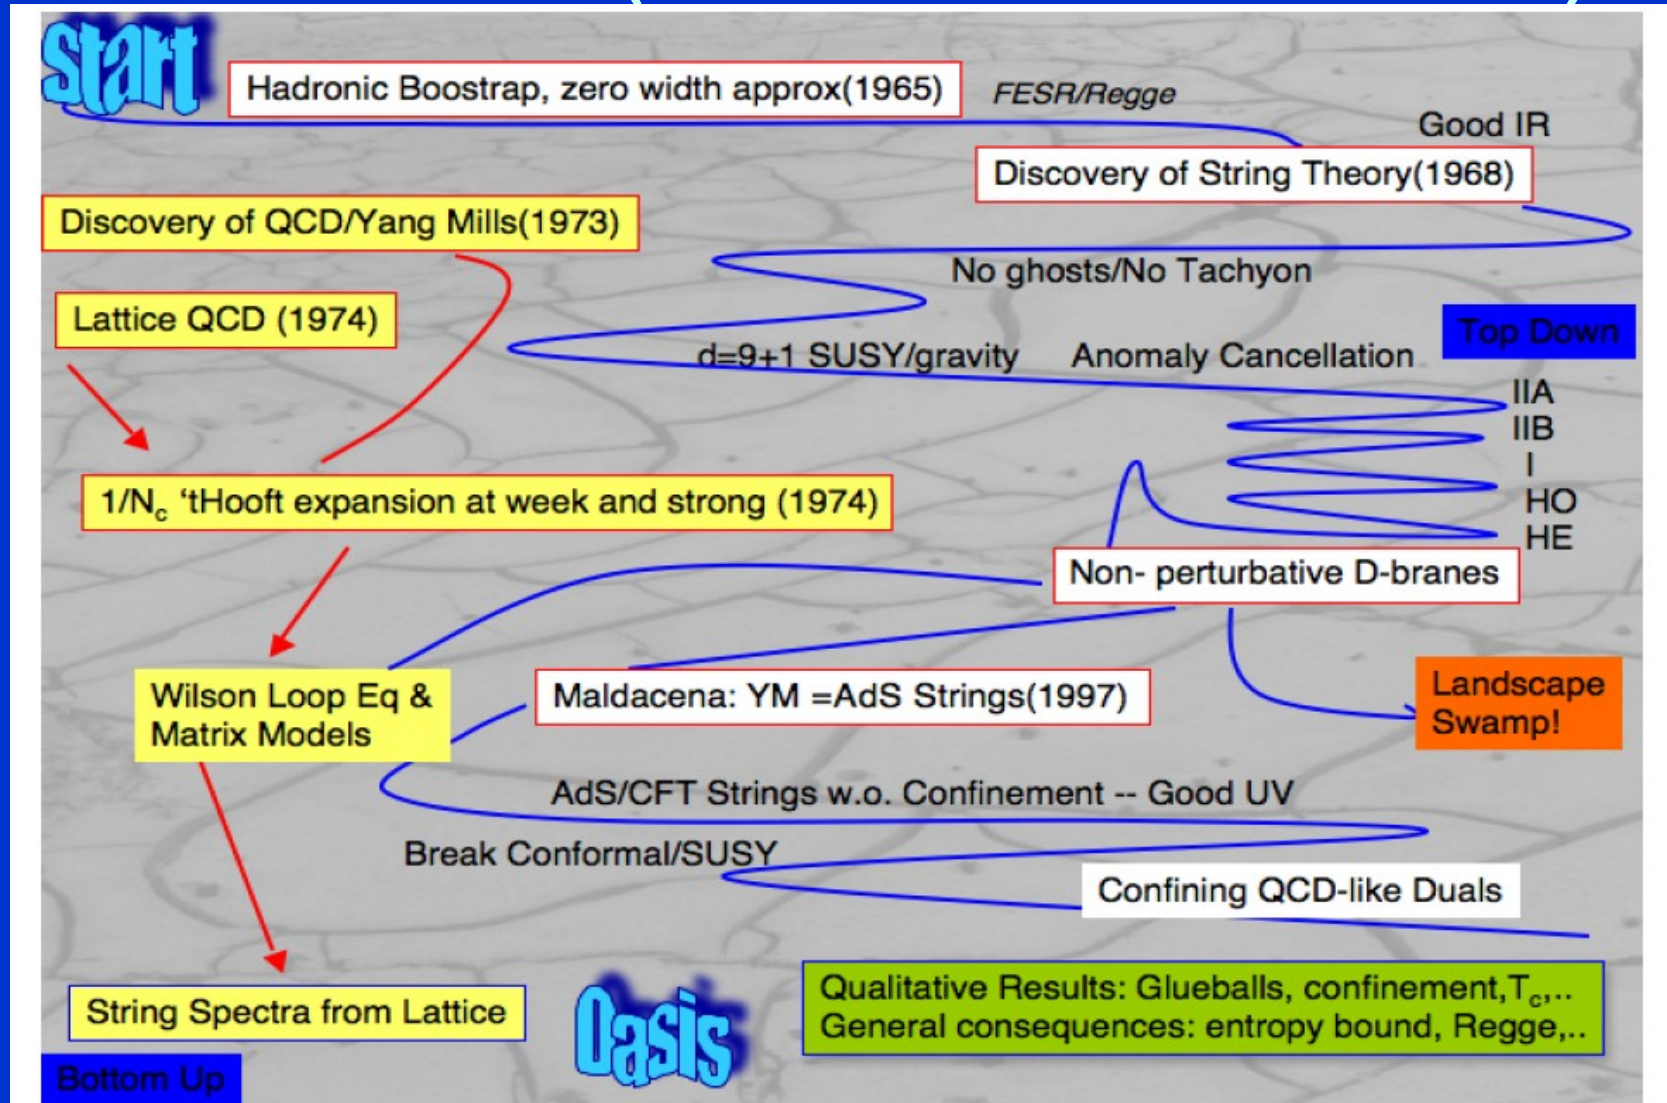 Start
Hadronic Boostrap, zero width approx(1965)
FESR/Regge
Good IR
Discovery of String Theory(1968)
Discovery of QCD/Yang Mills(1973)
No ghosts/No Tachyon
Lattice QCD (1974)
Top Down
d=9+1 SUSY/gravity
Anomaly Cancellation
IIA
IIB
I
HO
HE
1/Nc 'tHooft expansion at week and strong (1974)
Non- perturbative D-branes
Wilson Loop Eq &
Matrix Models
Maldacena: YM =AdS Strings(1997)
Landscape
Swamp!
AdS/CFT Strings w.o. Confinement -- Good UV
Break Conformal/SUSY
Confining QCD-like Duals
String Spectra from Lattice
Oasis
Qualitative Results: Glueballs, confinement,Tc,..
General consequences: entropy bound, Regge,..
Bottom Up